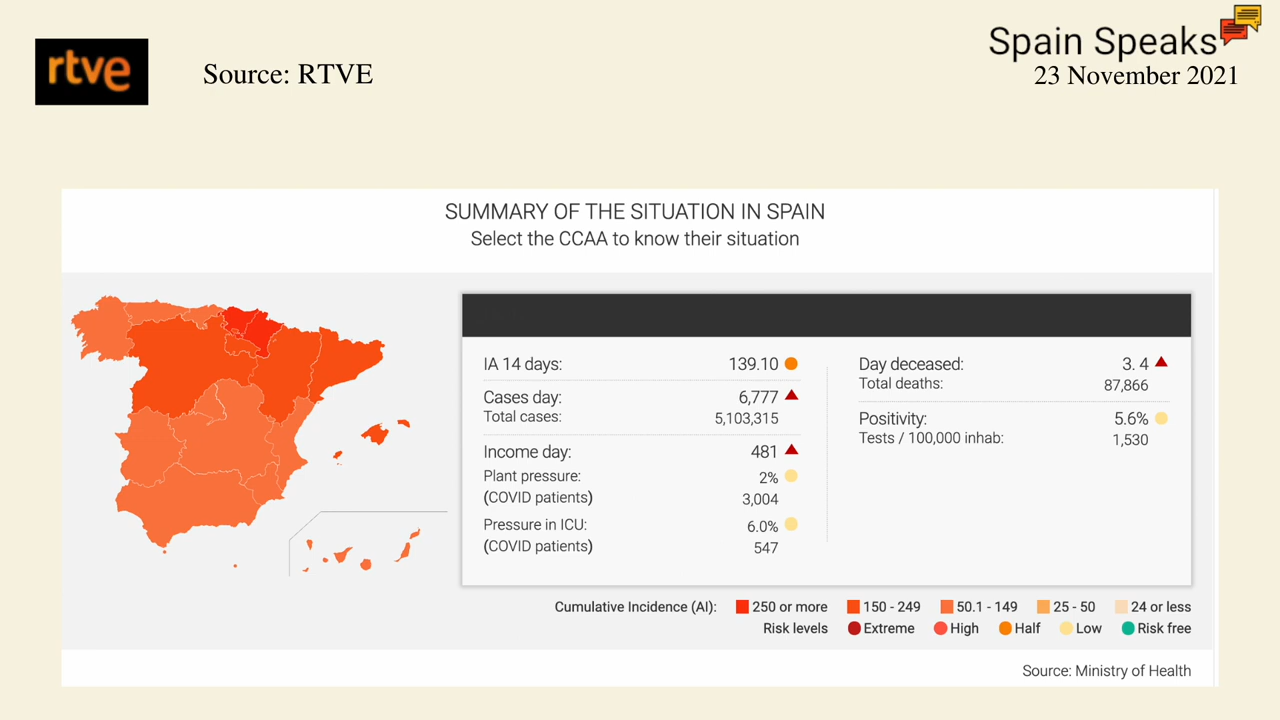 rtve
Source: RTVE
Spain Speaks
23 November 2021
SUMMARY OF THE SITUATION IN SPAIN
Select the CCAA to know their situation
IA 14 days: 139.10
Cases day: 6,777
Total cases: 5,103,315
Income day: 481
Plant pressure: 2%
(COVID patients) 3,004
Pressure in ICU: 6.0%
(COVID patients) 547
Day deceased: 3. 4
Total deaths: 87,866
Positivity: 5.6%
Tests / 100,000 inhab: 1,530
Cumulative Incidence (AI): 250 or more 150 - 249 50.1 - 149 25 - 50 24 or less
Risk levels Extreme High Half Low Risk free
Source: Ministry of Health